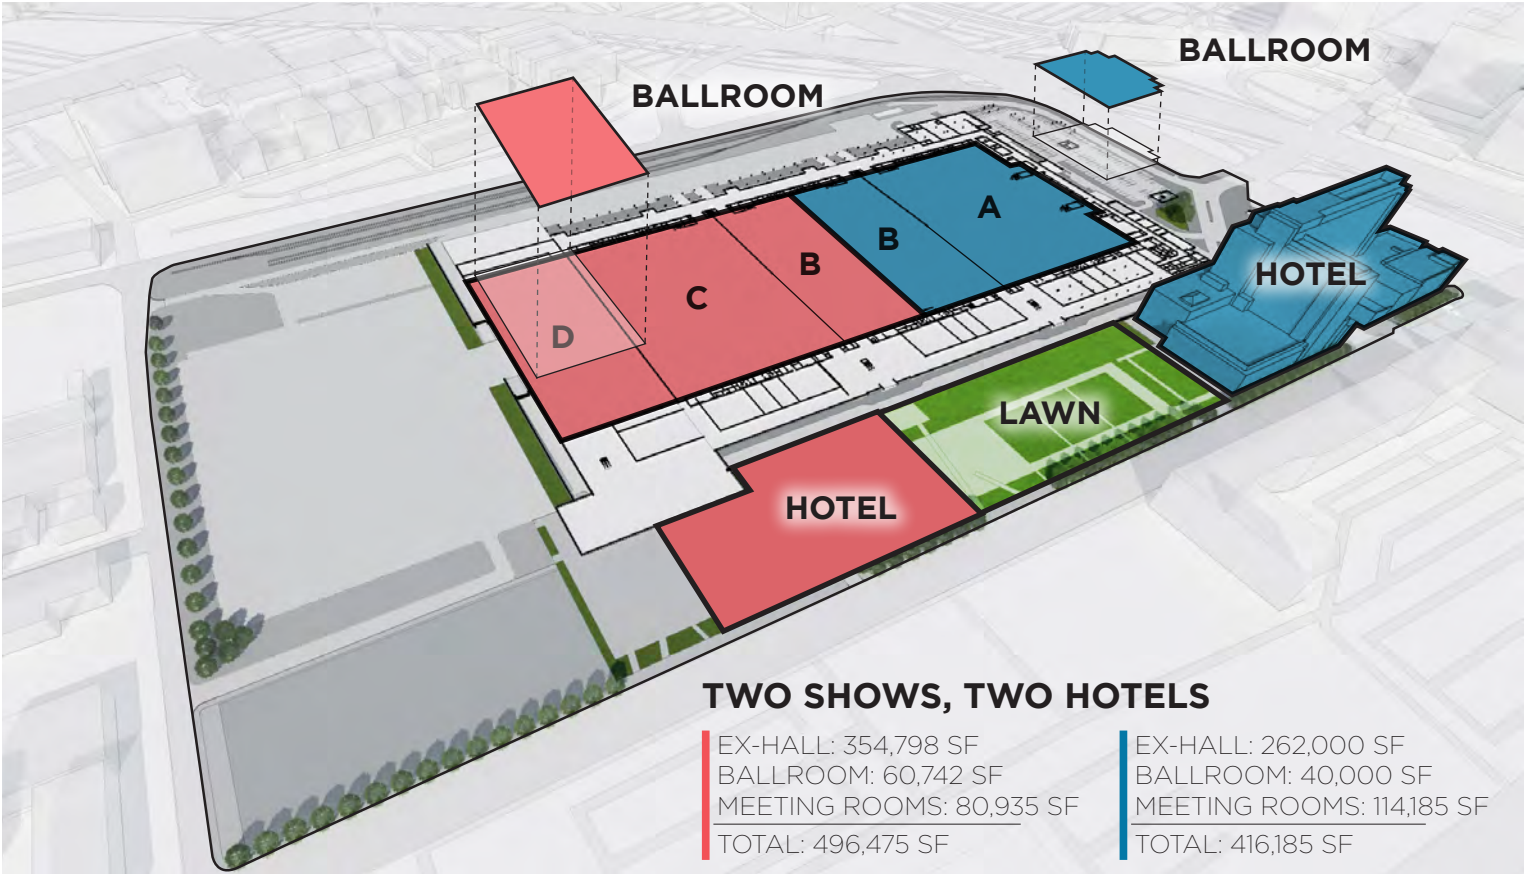 BALLROOM
BALLROOM
A
B
B
C
D
HOTEL
LAWN
HOTEL
TWO SHOWS, TWO HOTELS
EX-HALL: 354,798 SF
BALLROOM: 60,742 SF
MEETING ROOMS: 80,935 SF
TOTAL: 496,475 SF
EX-HALL: 262,000 SF
BALLROOM: 40,000 SF
MEETING ROOMS: 114,185 SF
TOTAL: 416,185 SF